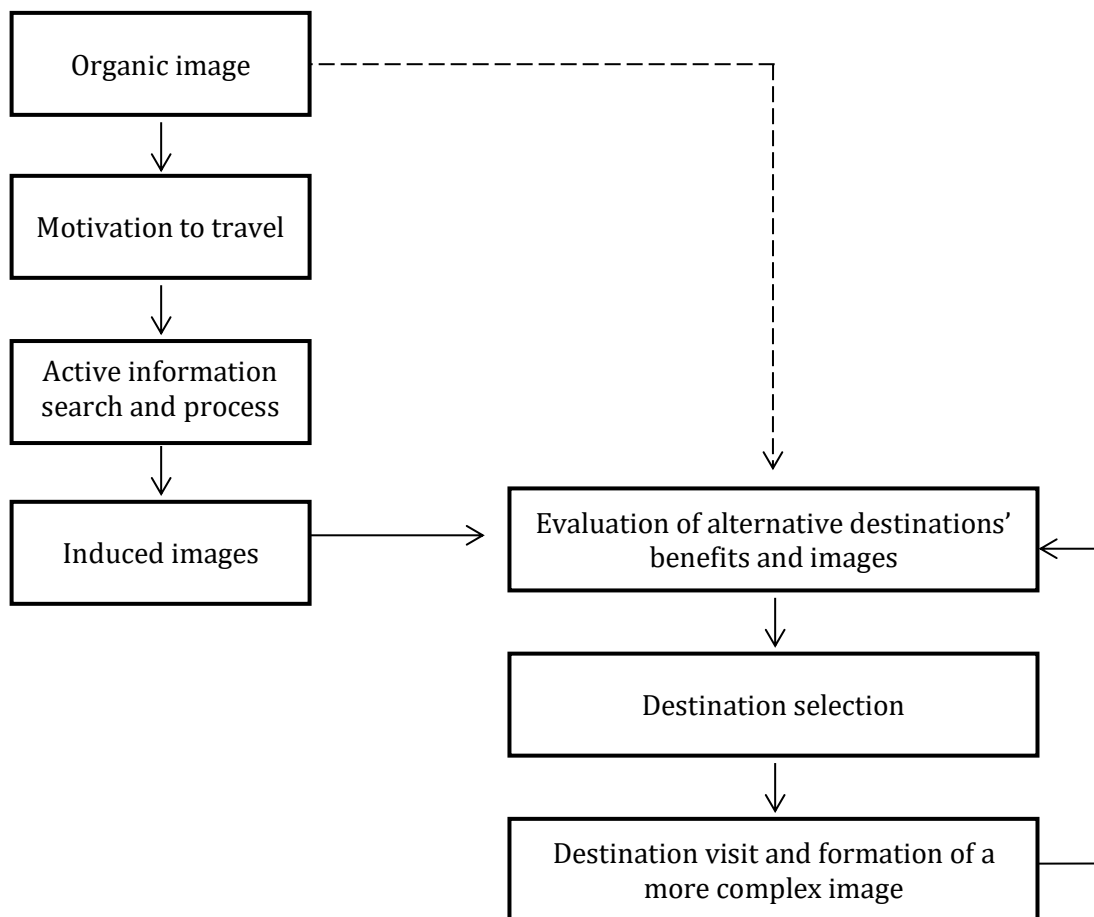 Organic image
Motivation to travel
Active information
search and process
Induced images
Evaluation of alternative destinations’
benefits and images
Destination selection
Destination visit and formation of a
more complex image